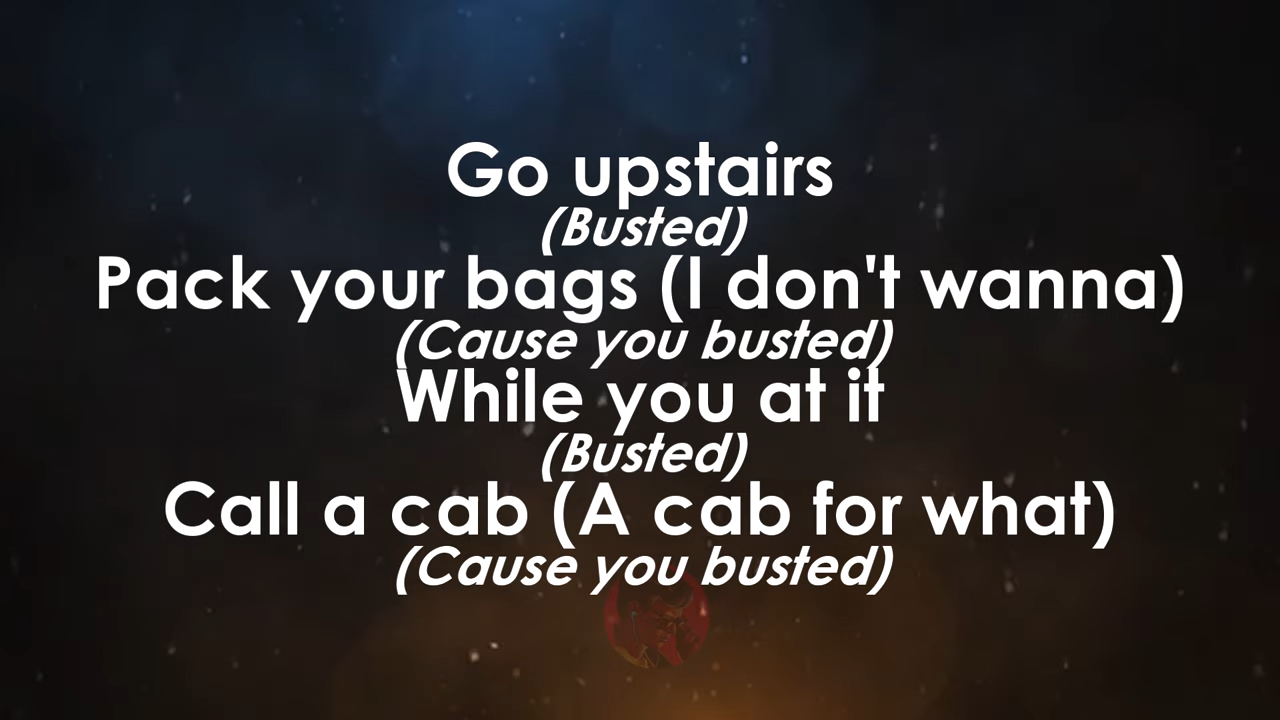 Go upstairs
(Busted)
Pack your bags (I don't wanna)
(Cause you busted)
While you at it
(Busted)
Call a cab (A cab for what)
(Cause you busted)